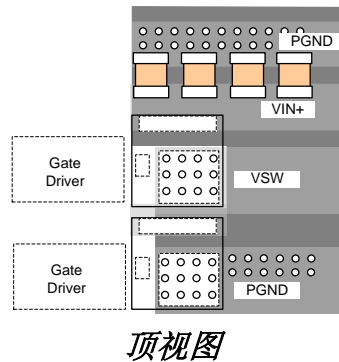 PGND
VIN+
Gate
Driver
VSW
Gate
Driver
PGND
顶视图